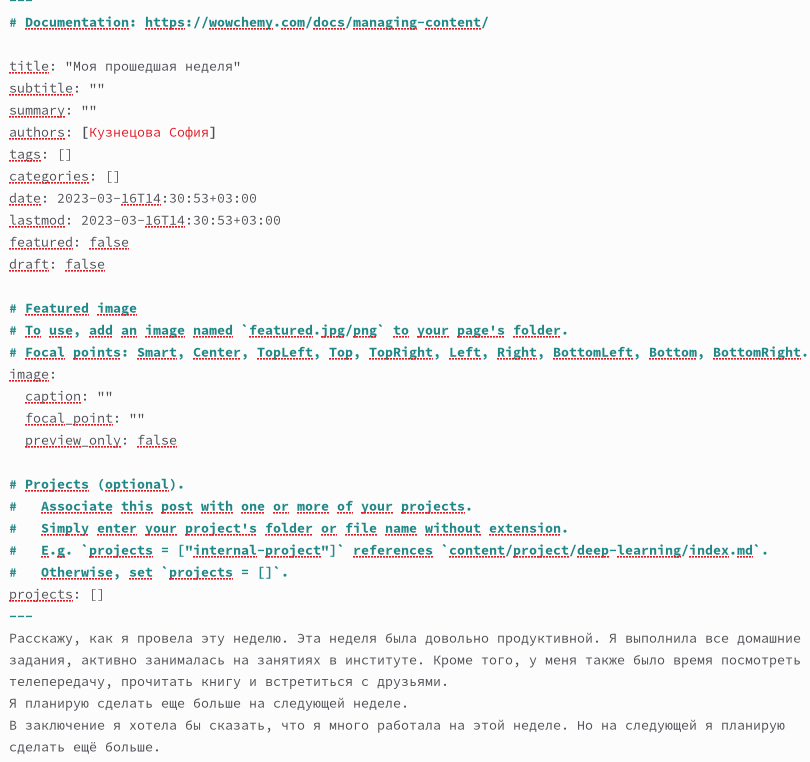 ---
# Documentation: https://wowchemy.com/docs/managing-content/
title: "Моя прошедшая неделя"
subtitle: ""
summary: ""
authors: [Кузнецова София]
tags: []
categories: []
date: 2023-03-16T14:30:53+03:00
lastmod: 2023-03-16T14:30:53+03:00
featured: false
draft: false
# Featured image
# To use, add an image named `featured.jpg/png` to your page's folder.
# Focal points: Smart, Center, TopLeft, Top, TopRight, Left, Right, BottomLeft, Bottom, BottomRight.
image:
  caption: ""
  focal_point: ""
  preview_only: false
# Projects (optional).
#   Associate this post with one or more of your projects.
#   Simply enter your project's folder or file name without extension.
#   E.g. `projects = ["internal-project"]` references `content/project/deep-learning/index.md`.
#   Otherwise, set `projects = []`.
projects: []
---
Расскажу, как я провела эту неделю. Эта неделя была довольно продуктивной. Я выполнила все домашние
задания, активно занималась на занятиях в институте. Кроме того, у меня также было время посмотреть
телепередачу, прочитать книгу и встретиться с друзьями.
Я планирую сделать еще больше на следующей неделе.
В заключение я хотела бы сказать, что я много работала на этой неделе. Но на следующей я планирую
сделать ещё больше.